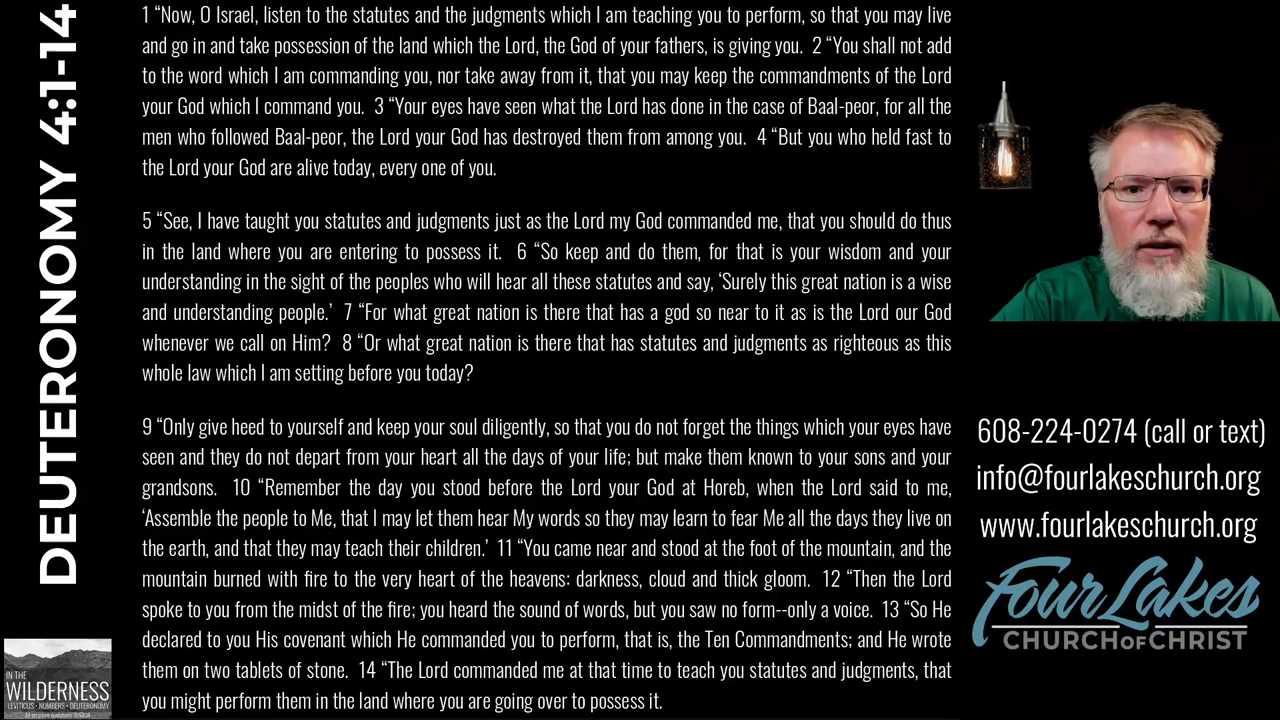 DEUTERONOMY 4:1-14
1 “Now, O Israel, listen to the statutes and the judgments which I am teaching you to perform, so that you may live
and go in and take possession of the land which the Lord, the God of your fathers, is giving you.  2 “You shall not add
to the word which I am commanding you, nor take away from it, that you may keep the commandments of the Lord
your God which I command you.  3 “Your eyes have seen what the Lord has done in the case of Baal-peor, for all the
men who followed Baal-peor, the Lord your God has destroyed them from among you.  4 “But you who held fast to
the Lord your God are alive today, every one of you.
5 “See, I have taught you statutes and judgments just as the Lord my God commanded me, that you should do thus
in the land where you are entering to possess it.  6 “So keep and do them, for that is your wisdom and your
understanding in the sight of the peoples who will hear all these statutes and say, ‘Surely this great nation is a wise
and understanding people.’  7 “For what great nation is there that has a god so near to it as is the Lord our God
whenever we call on Him?  8 “Or what great nation is there that has statutes and judgments as righteous as this
whole law which I am setting before you today?
9 “Only give heed to yourself and keep your soul diligently, so that you do not forget the things which your eyes have
seen and they do not depart from your heart all the days of your life; but make them known to your sons and your
grandsons.  10 “Remember the day you stood before the Lord your God at Horeb, when the Lord said to me,
‘Assemble the people to Me, that I may let them hear My words so they may learn to fear Me all the days they live on
the earth, and that they may teach their children.’  11 “You came near and stood at the foot of the mountain, and the
mountain burned with fire to the very heart of the heavens: darkness, cloud and thick gloom.  12 “Then the Lord
spoke to you from the midst of the fire; you heard the sound of words, but you saw no form--only a voice.  13 “So He
declared to you His covenant which He commanded you to perform, that is, the Ten Commandments; and He wrote
them on two tablets of stone.  14 “The Lord commanded me at that time to teach you statutes and judgments, that
you might perform them in the land where you are going over to possess it.
608-224-0274 (call or text)
info@fourlakeschurch.org
www.fourlakeschurch.org
Four Lakes
CHURCH OF CHRIST
IN THE
WILDERNESS
LEVITICUS • NUMBERS • DEUTERONOMY